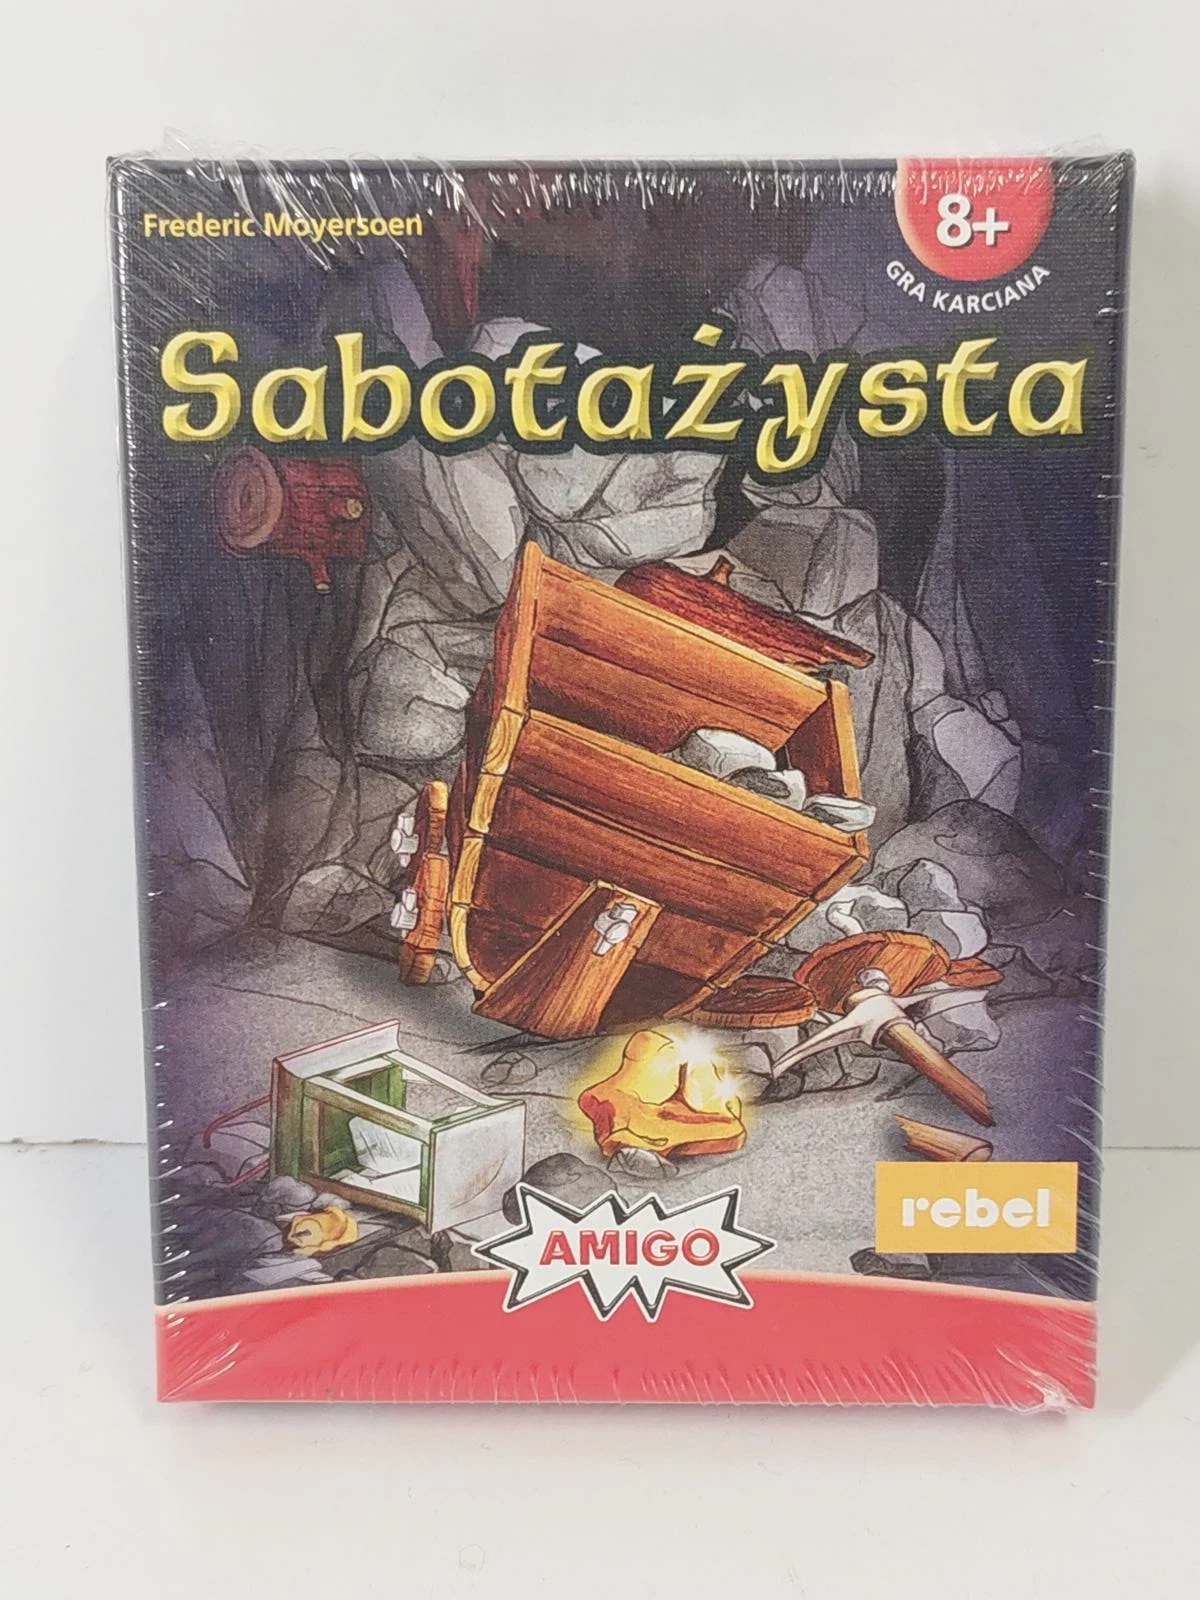 Frederic Moyersoen
8+
GRA KARCIANA
Sabotażysta
rebel
AMIGO